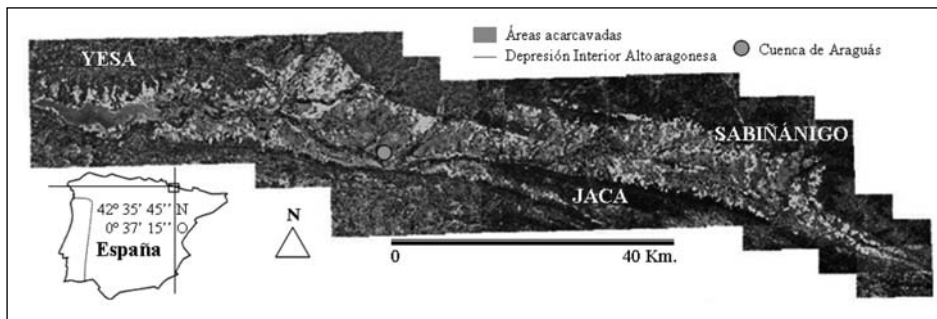 Áreas acarcavadas
Depresión Interior Altoaragonesa
Cuenca de Araguás
YESA
SABIÑÁNIGO
JACA
42º 35' 45'' N
0º 37' 15'' O
España
N
0 40 Km.